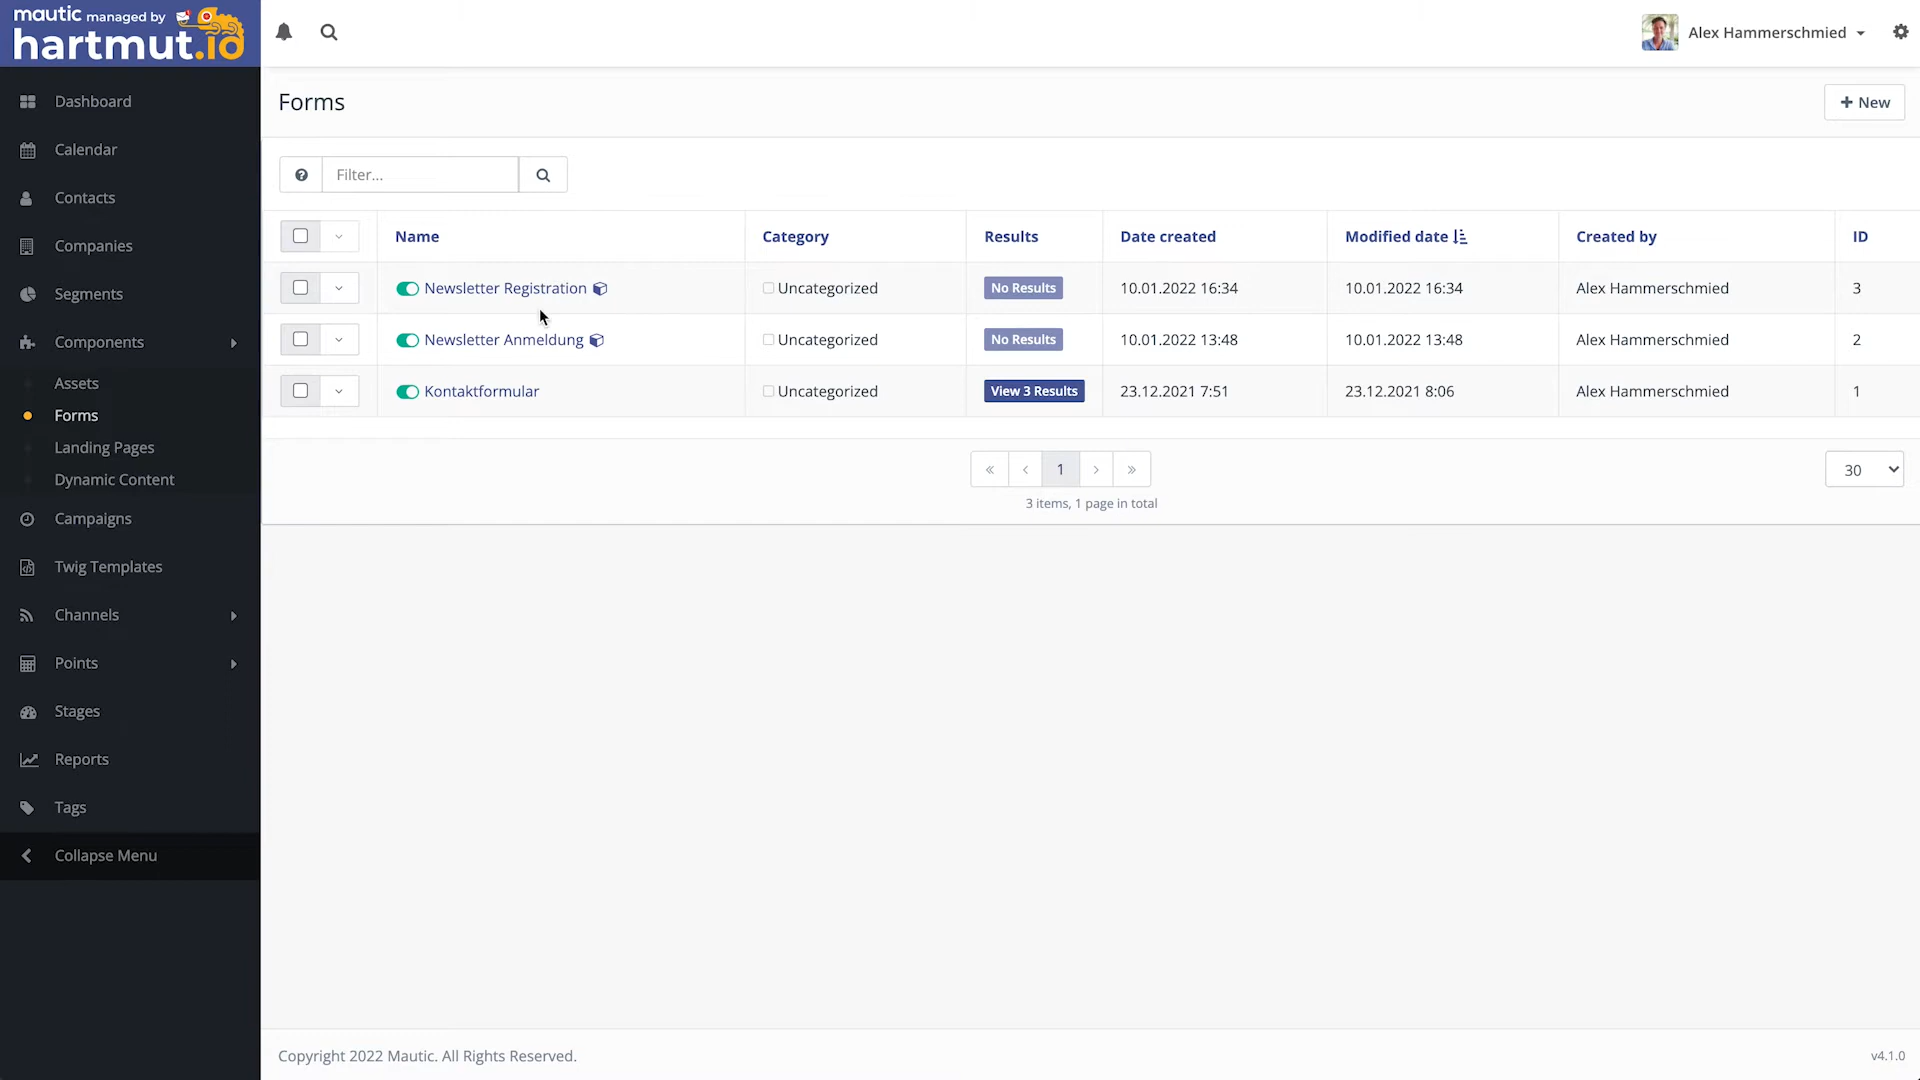 mautic managed by
hartmut.io
Alex Hammerschmied
Dashboard
Calendar
Contacts
Companies
Segments
Components
Assets
Forms
Landing Pages
Dynamic Content
Campaigns
Twig Templates
Channels
Points
Stages
Reports
Tags
Collapse Menu
Forms
+ New
Filter...
Name Category Results Date created Modified date Created by ID
Newsletter Registration Uncategorized No Results 10.01.2022 16:34 10.01.2022 16:34 Alex Hammerschmied 3
Newsletter Anmeldung Uncategorized No Results 10.01.2022 13:48 10.01.2022 13:48 Alex Hammerschmied 2
Kontaktformular Uncategorized View 3 Results 23.12.2021 7:51 23.12.2021 8:06 Alex Hammerschmied 1
« ‹ 1 › »
30
3 items, 1 page in total
Copyright 2022 Mautic. All Rights Reserved.
v4.1.0